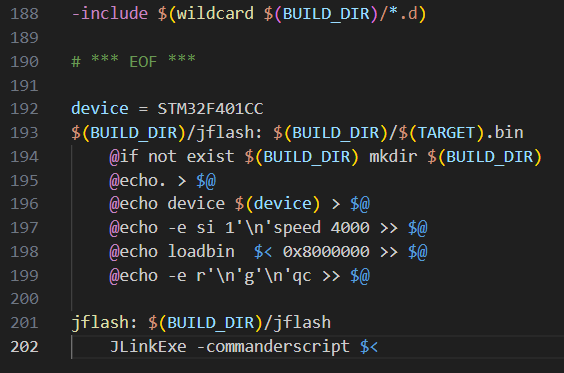 188 -include $(wildcard $(BUILD_DIR)/*.d)
189
190 # *** EOF ***
191
192 device = STM32F401CC
193 $(BUILD_DIR)/jflash: $(BUILD_DIR)/$(TARGET).bin
194     @if not exist $(BUILD_DIR) mkdir $(BUILD_DIR)
195     @echo. > $@
196     @echo device $(device) > $@
197     @echo -e si 1'\n'speed 4000 >> $@
198     @echo loadbin  $< 0x8000000 >> $@
199     @echo -e r'\n'g'\n'qc >> $@
200
201 jflash: $(BUILD_DIR)/jflash
202     JLinkExe -commanderscript $<